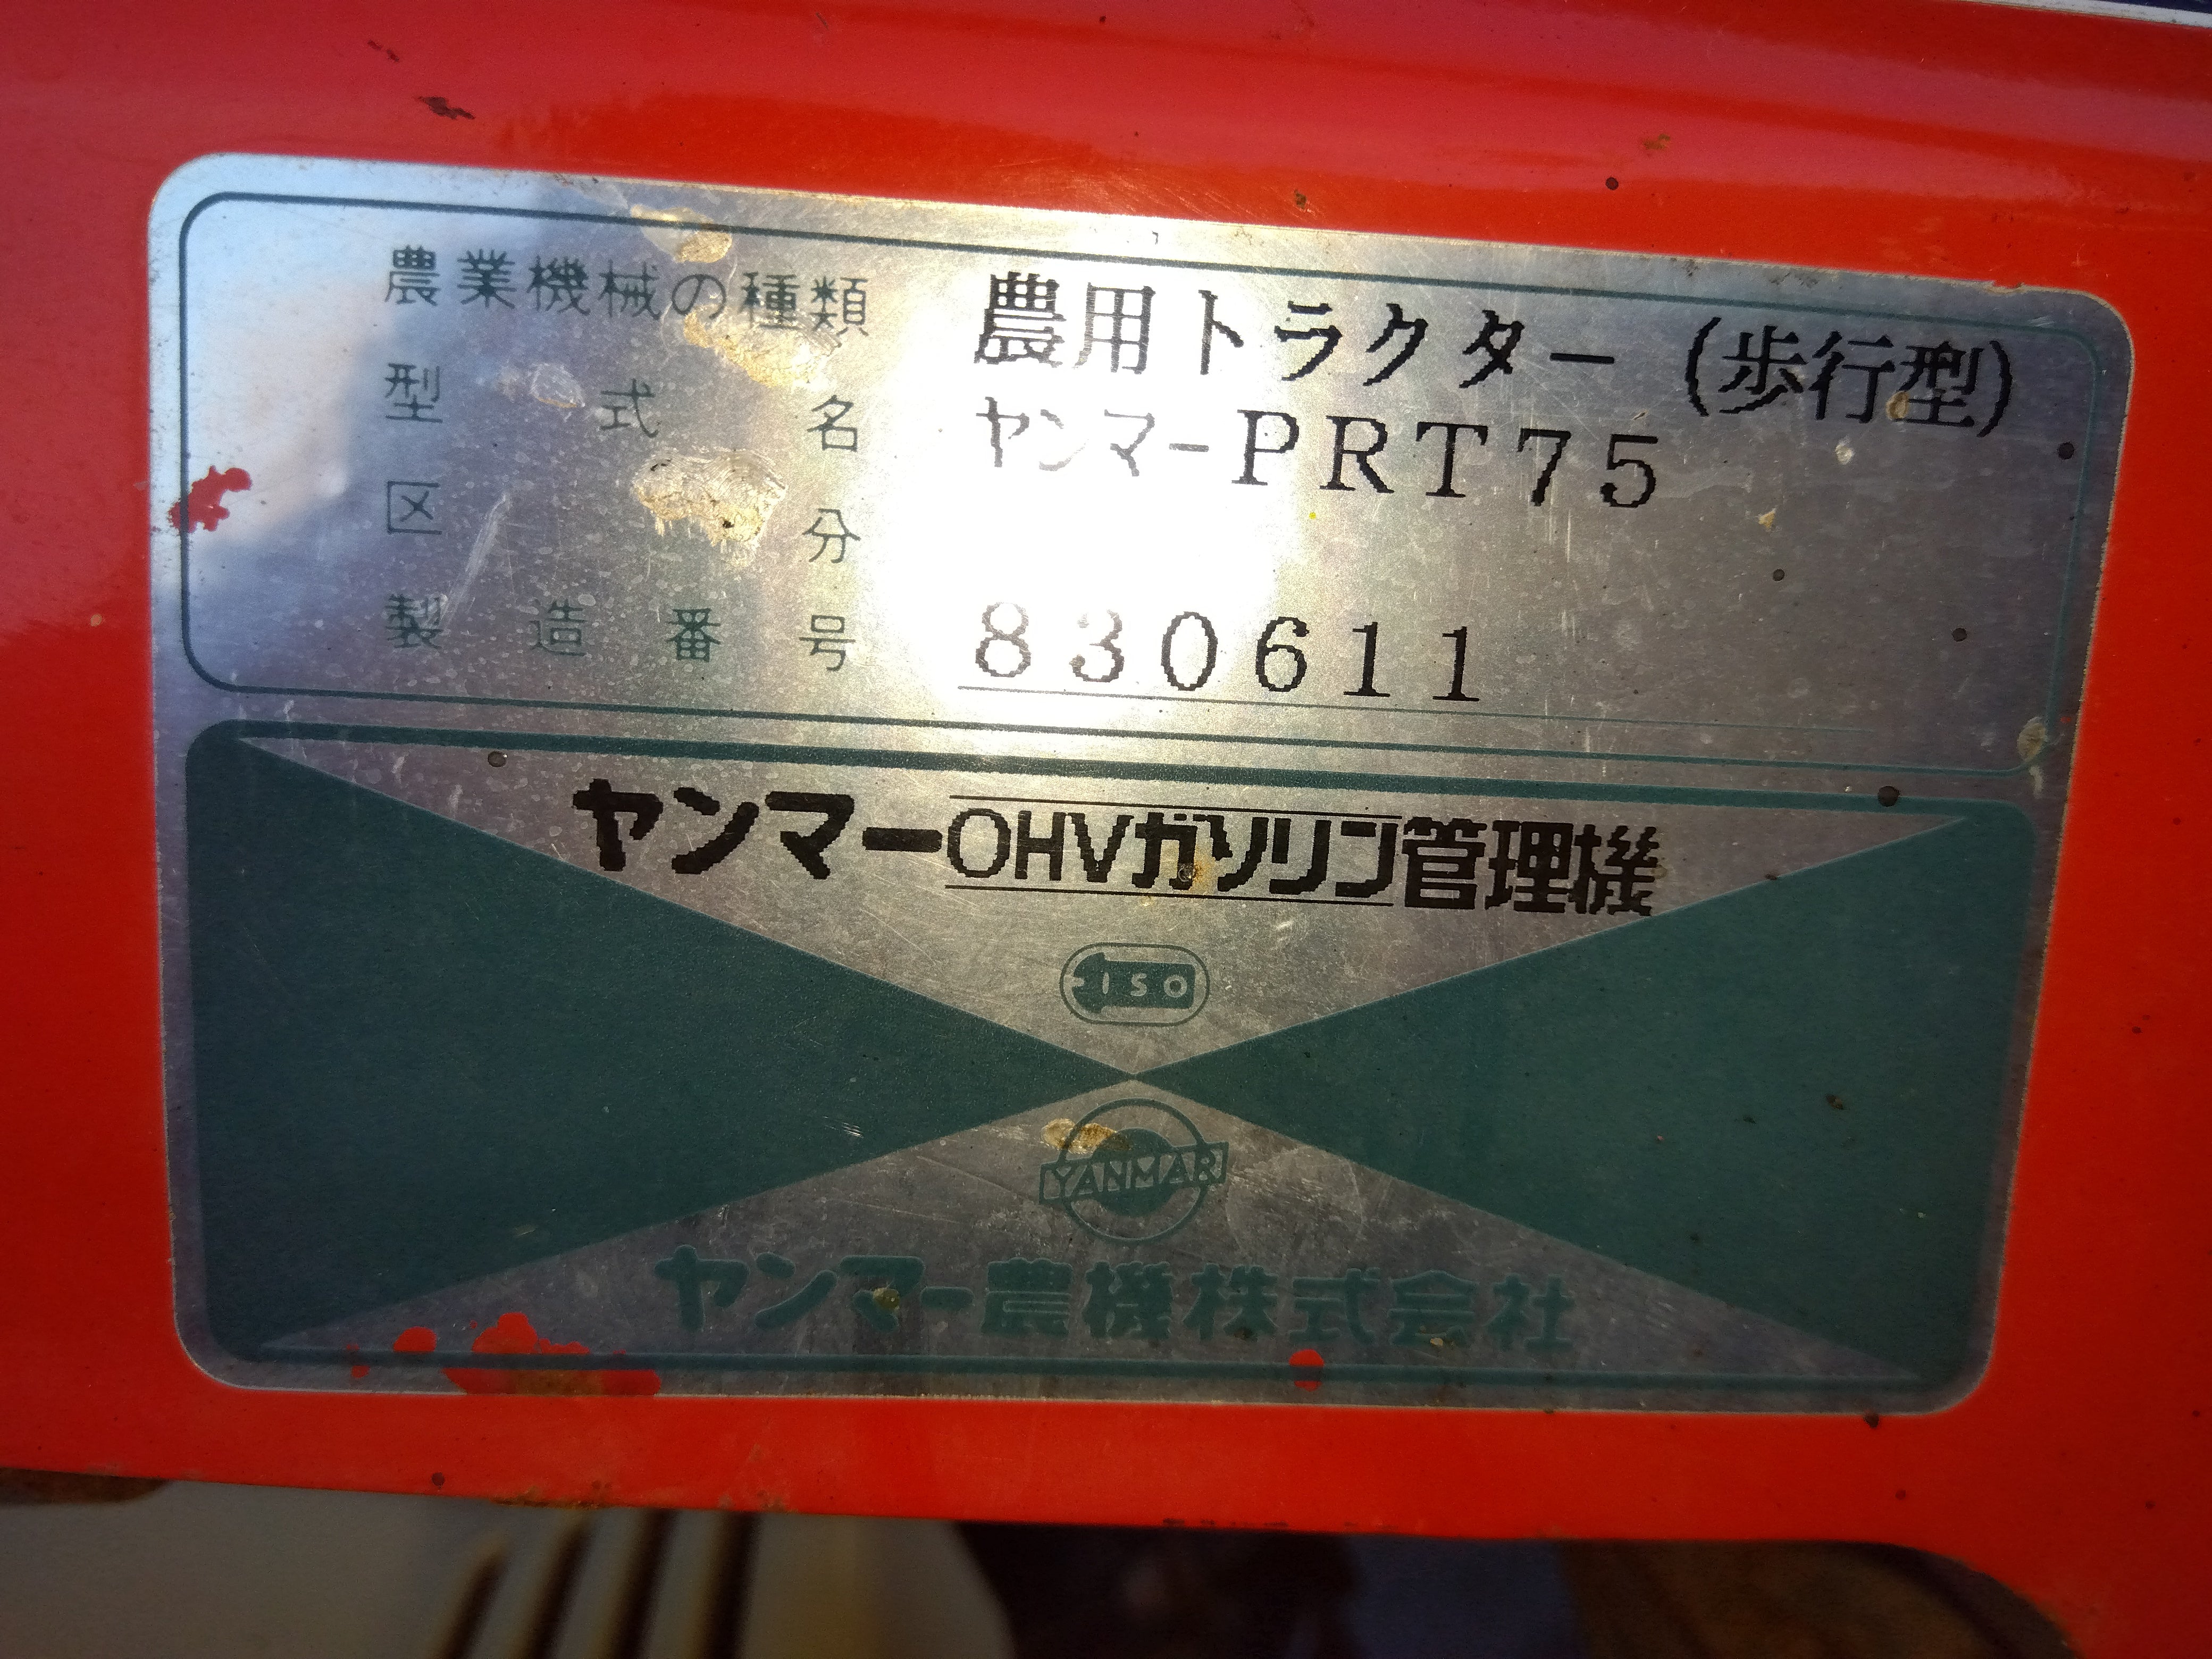 農業機械の種類 農用トラクター (歩行型)
型式名 ヤンマーPRT75
区分
製造番号 830611
ヤンマーOHVガソリン管理機
ISO
YANMAR
ヤンマー農機株式会社